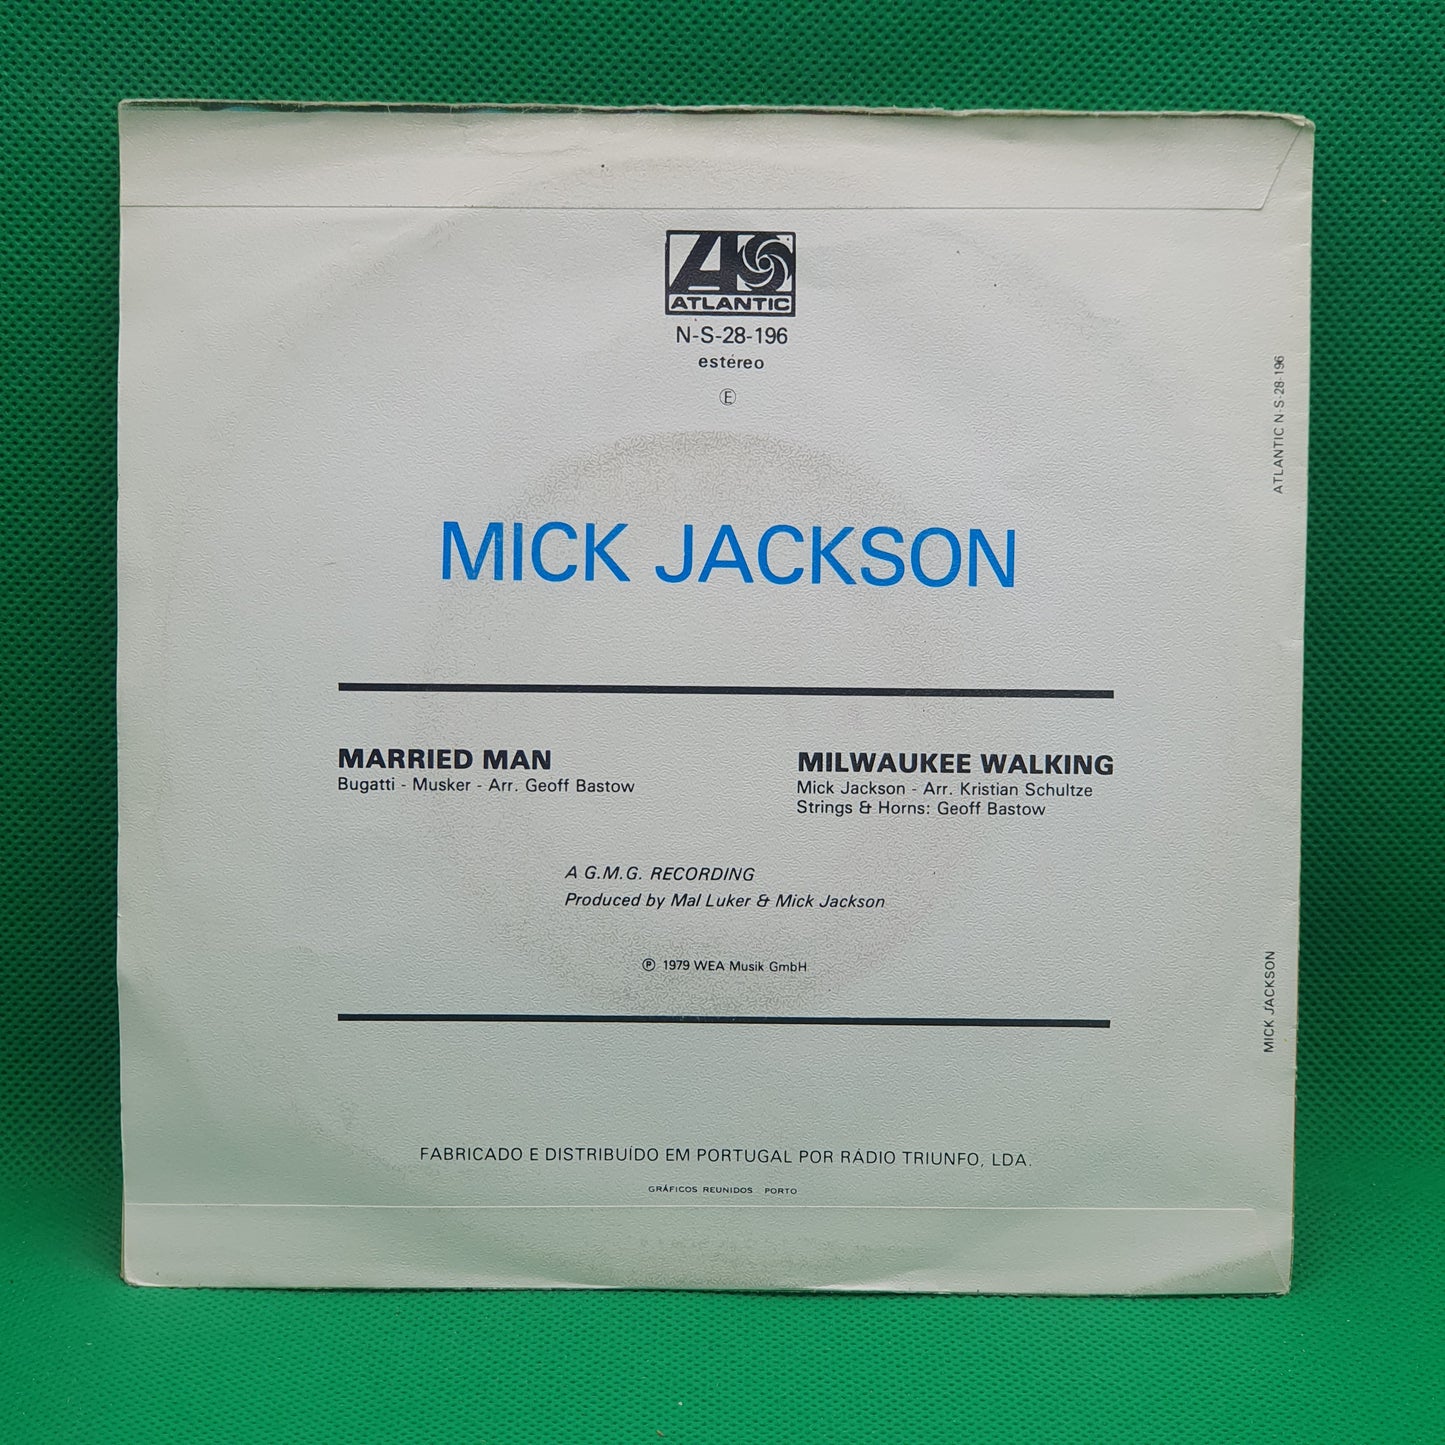 ATLANTIC
N-S-28-196
estéreo
Ⓔ
MICK JACKSON
MARRIED MAN
Bugatti - Musker - Arr. Geoff Bastow
MILWAUKEE WALKING
Mick Jackson - Arr. Kristian Schultze
Strings & Horns: Geoff Bastow
A G.M.G. RECORDING
Produced by Mal Luker & Mick Jackson
℗ 1979 WEA Musik GmbH
FABRICADO E DISTRIBUÍDO EM PORTUGAL POR RÁDIO TRIUNFO, LDA.
GRÁFICOS REUNIDOS PORTO
ATLANTIC N-S-28-196
MICK JACKSON